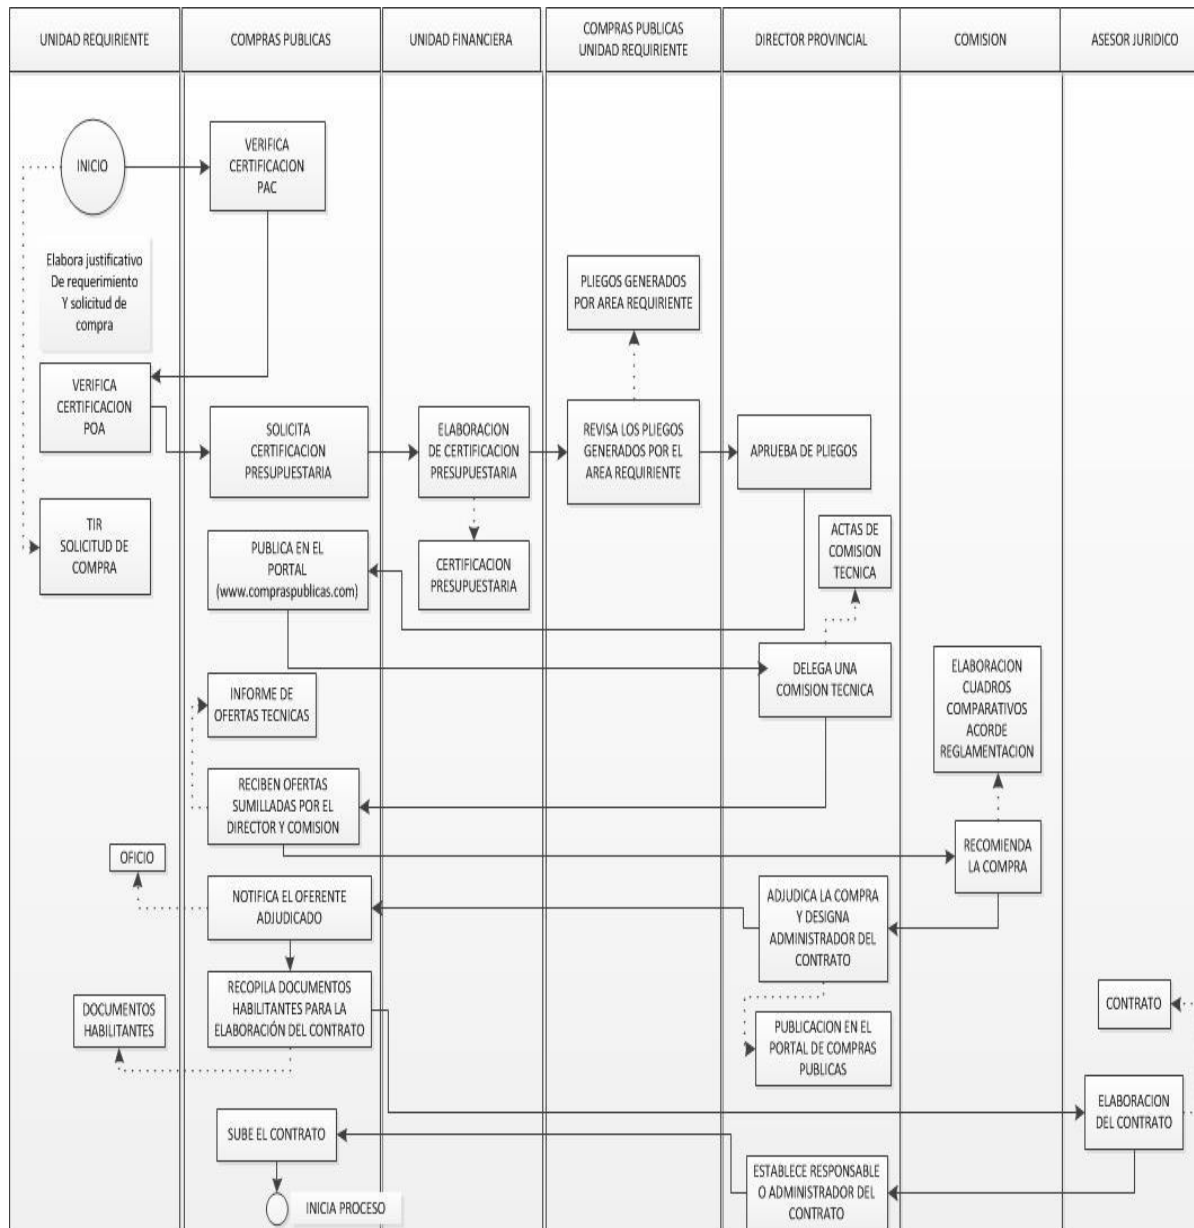 UNIDAD REQUIRIENTE
COMPRAS PUBLICAS
UNIDAD FINANCIERA
COMPRAS PUBLICAS
UNIDAD REQUIRIENTE
DIRECTOR PROVINCIAL
COMISION
ASESOR JURIDICO
INICIO
VERIFICA
CERTIFICACION
PAC
Elabora justificativo
De requerimiento
Y solicitud de
compra
PLIEGOS GENERADOS
POR AREA REQUIRIENTE
VERIFICA
CERTIFICACION
POA
SOLICITA
CERTIFICACION
PRESUPUESTARIA
ELABORACION
DE CERTIFICACION
PRESUPUESTARIA
REVISA LOS PLIEGOS
GENERADOS POR EL
AREA REQUIRIENTE
APRUEBA DE PLIEGOS
TIR
SOLICITUD DE
COMPRA
PUBLICA EN EL
PORTAL
(www.compraspublicas.com)
CERTIFICACION
PRESUPUESTARIA
ACTAS DE
COMISION
TECNICA
DELEGA UNA
COMISION TECNICA
ELABORACION
CUADROS
COMPARATIVOS
ACORDE
REGLAMENTACION
INFORME DE
OFERTAS TECNICAS
RECIBEN OFERTAS
SUMILLADAS POR EL
DIRECTOR Y COMISION
RECOMIENDA
LA COMPRA
OFICIO
NOTIFICA EL OFERENTE
ADJUDICADO
ADJUDICA LA COMPRA
Y DESIGNA
ADMINISTRADOR DEL
CONTRATO
DOCUMENTOS
HABILITANTES
RECOPILA DOCUMENTOS
HABILITANTES PARA LA
ELABORACIÓN DEL CONTRATO
PUBLICACION EN EL
PORTAL DE COMPRAS
PUBLICAS
CONTRATO
ELABORACION
DEL CONTRATO
SUBE EL CONTRATO
ESTABLECE RESPONSABLE
O ADMINISTRADOR DEL
CONTRATO
INICIA PROCESO